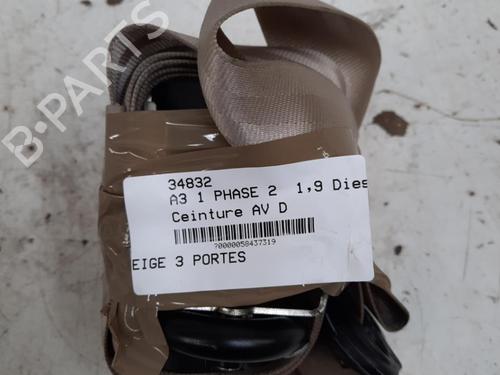 B-PARTS
34832
A3 1 PHASE 2 1,9 Dies
Ceinture AV D
70000058437319
EIGE 3 PORTES